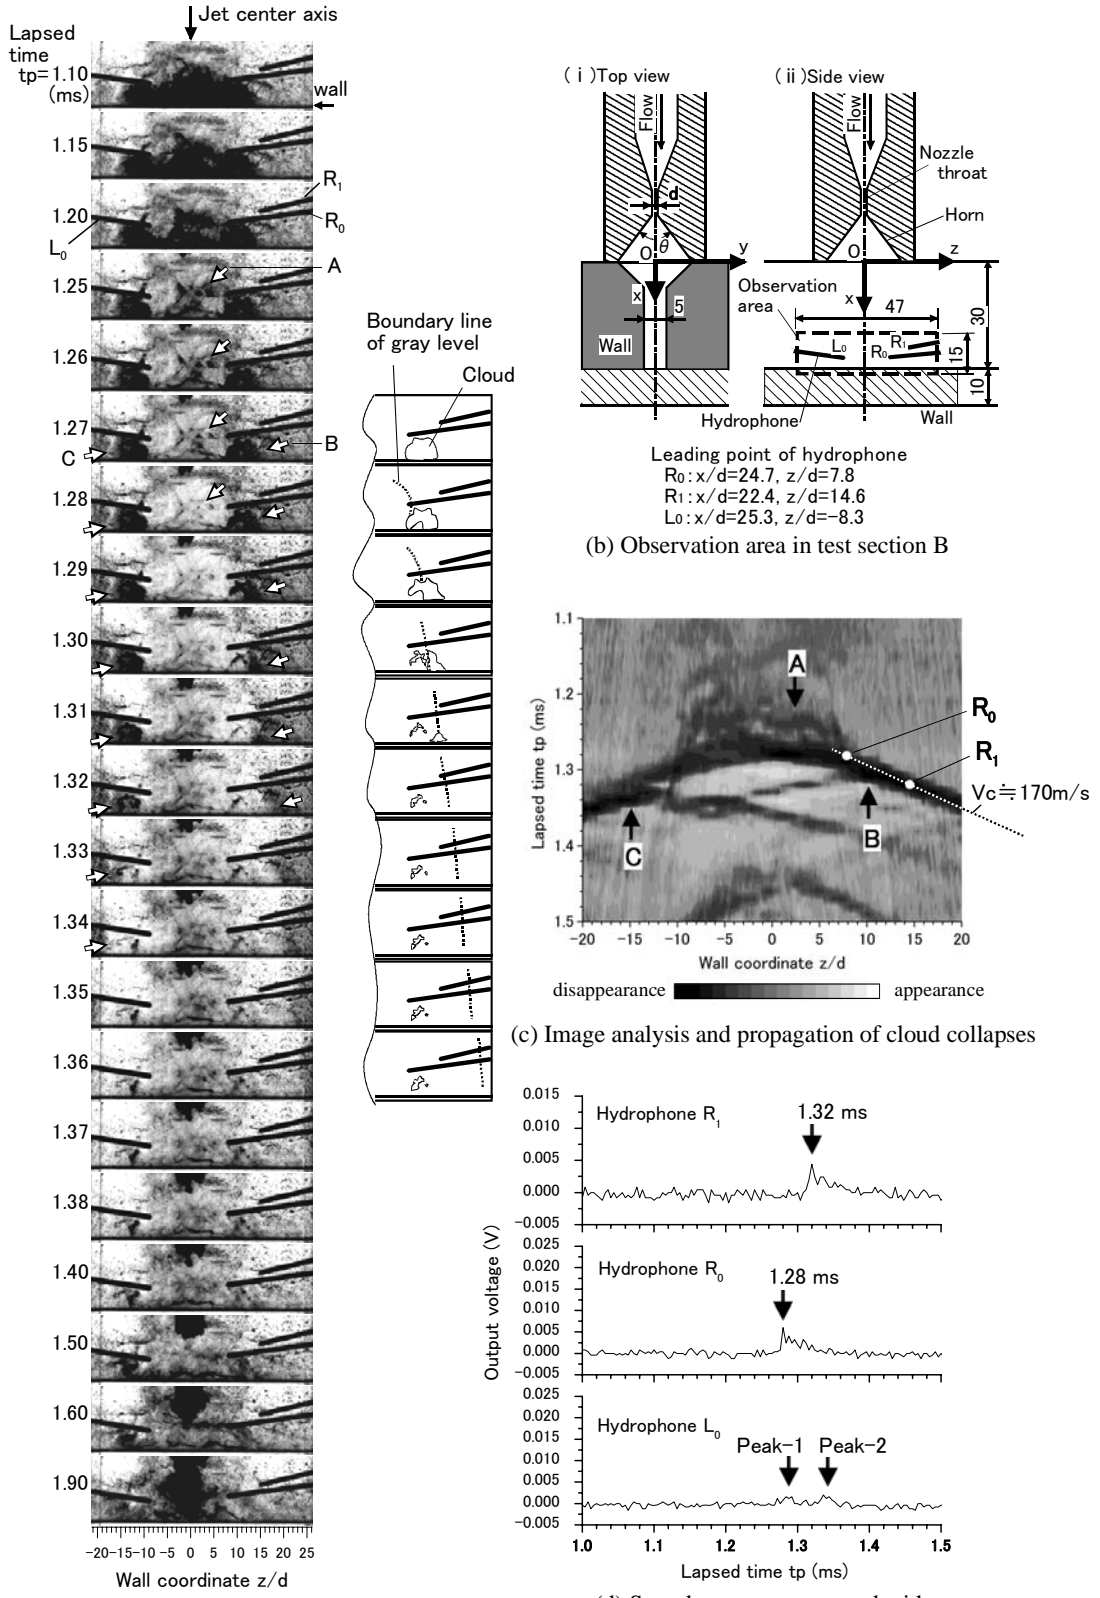 Jet center axis
Lapsed
time
tp=1.10
(ms)
wall
1.15
1.20
R1
R0
L0
A
1.25
1.26
1.27
B
C
1.28
1.29
1.30
1.31
1.32
1.33
1.34
1.35
1.36
1.37
1.38
1.40
1.50
1.60
1.90
-20 -15 -10 -5 0 5 10 15 20 25
Wall coordinate z/d
Boundary line
of gray level
Cloud
(i)Top view
(ii)Side view
Flow
Flow
Nozzle
throat
d
Horn
θ
O
y
O
z
x
5
Observation
area
x
47
30
Wall
L0
R1
R0
15
10
Hydrophone
Wall
Leading point of hydrophone
R0:x/d=24.7, z/d=7.8
R1:x/d=22.4, z/d=14.6
L0:x/d=25.3, z/d=-8.3
(b) Observation area in test section B
1.1
1.2
1.3
1.4
1.5
Lapsed time tp (ms)
A
R0
R1
Vc≒170m/s
B
C
-20 -15 -10 -5 0 5 10 15 20
Wall coordinate z/d
disappearance
appearance
(c) Image analysis and propagation of cloud collapses
0.015
0.010
0.005
0.000
-0.005
Hydrophone R1
1.32 ms
0.025
0.020
0.015
0.010
0.005
0.000
-0.005
Hydrophone R0
1.28 ms
Output voltage (V)
0.025
0.020
0.015
0.010
0.005
0.000
-0.005
Hydrophone L0
Peak-1 Peak-2
1.0 1.1 1.2 1.3 1.4 1.5
Lapsed time tp (ms)